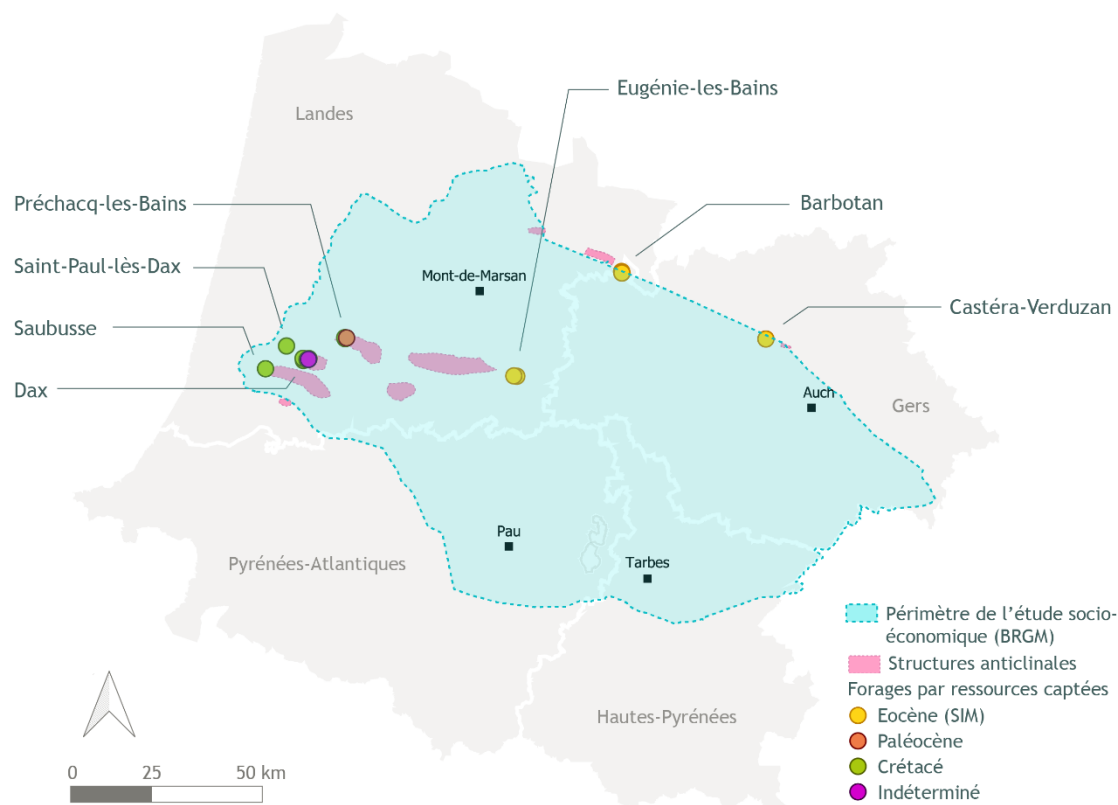 Eugénie-les-Bains
Landes
Préchacq-les-Bains
Barbotan
Saint-Paul-lès-Dax
Mont-de-Marsan
Castéra-Verduzan
Saubusse
Dax
Auch
Gers
Pau
Pyrénées-Atlantiques
Tarbes
Périmètre de l'étude socio-
économique (BRGM)
Structures anticlinales
Forages par ressources captées
Hautes-Pyrénées
Eocène (SIM)
Paléocène
Crétacé
Indéterminé
0 25 50 km